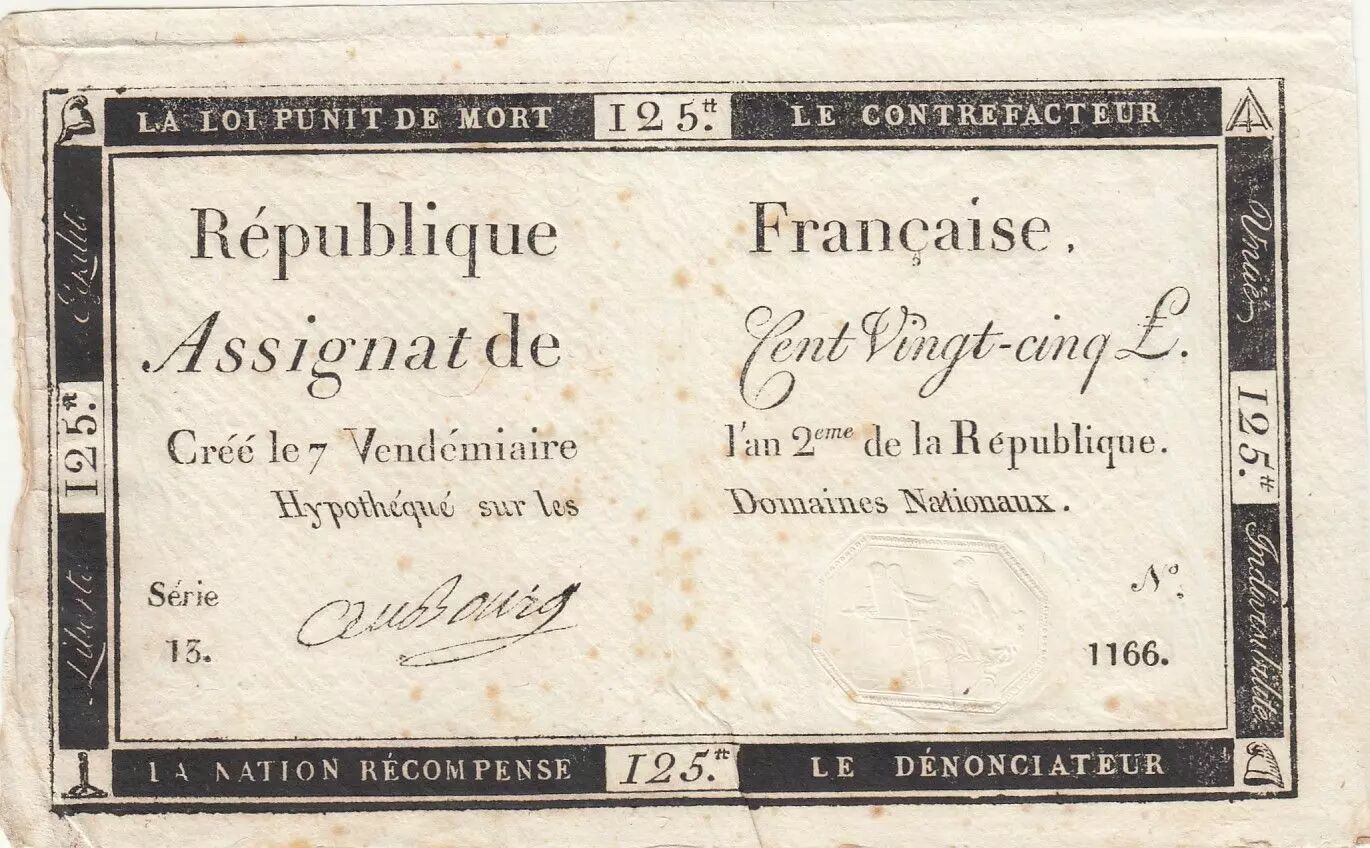 LA LOI PUNIT DE MORT 125.tt LE CONTREFACTEUR
République Française.
Assignat de Cent Vingt-cinq £.
Créé le 7 Vendémiaire l'an 2eme de la République.
Hypothéqué sur les Domaines Nationaux.
Série AuBourg N°.
13. 1166.
LA NATION RÉCOMPENSE 125.tt LE DÉNONCIATEUR
Liberté 125.tt Egalité
Unité 125.tt Indivisibilité